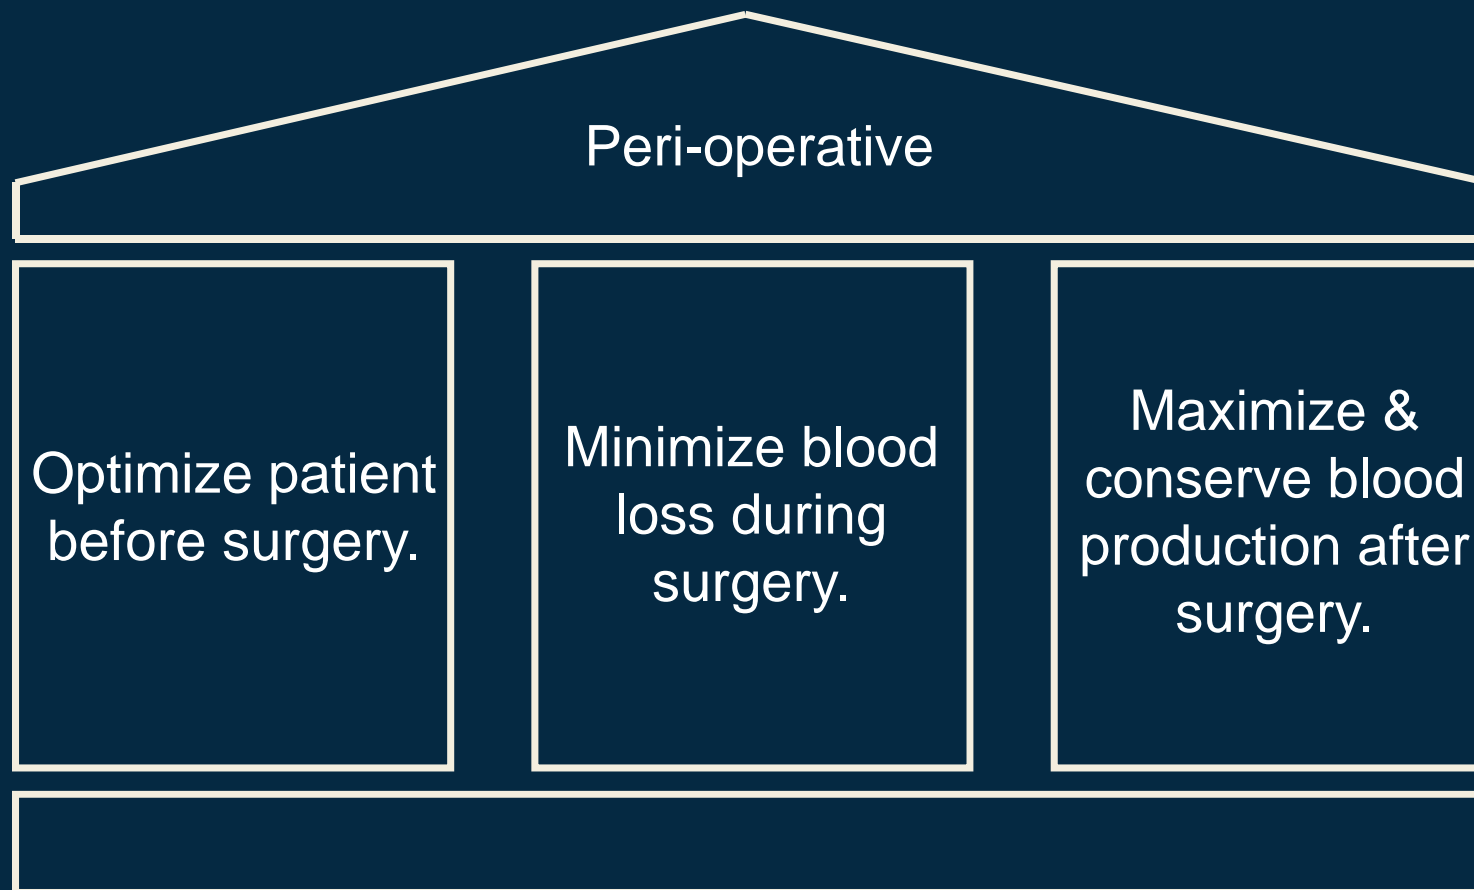 Peri-operative
Optimize patient
before surgery.
Minimize blood
loss during
surgery.
Maximize &
conserve blood
production after
surgery.